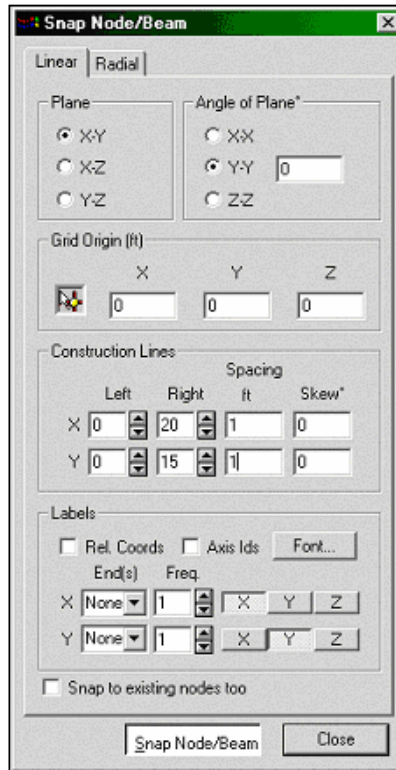 Snap Node/Beam
Linear Radial
Plane Angle of Plane°
X-Y X-X
X-Z Y-Y 0
Y-Z Z-Z
Grid Origin (ft)
X Y Z
0 0 0
Construction Lines
Spacing
Left Right ft Skew°
X 0 20 1 0
Y 0 15 1 0
Labels
Rel. Coords Axis Ids Font...
End(s) Freq.
X None 1 X Y Z
Y None 1 X Y Z
Snap to existing nodes too
Snap Node/Beam Close